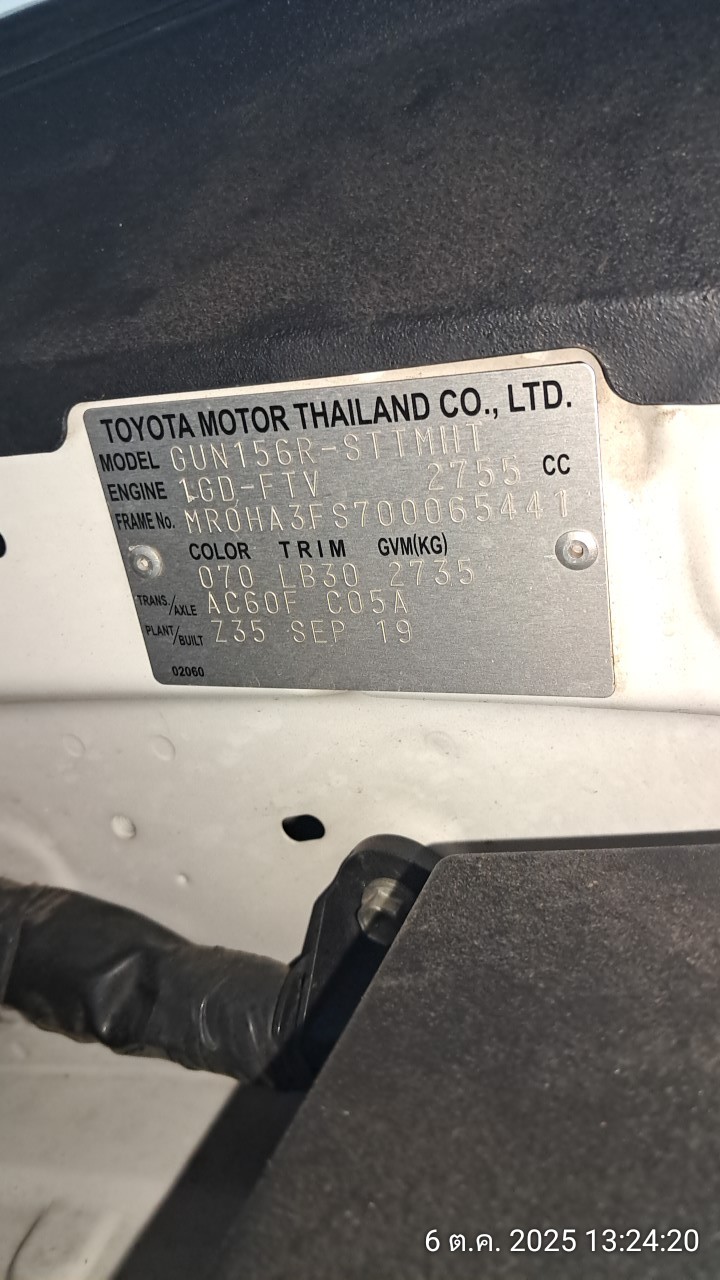 TOYOTA MOTOR THAILAND CO., LTD.
MODEL GUN156R-STTMHT
ENGINE 1GD-FTV 2755 CC
FRAME No. MR0HA3FS700065441
COLOR TRIM GVM(KG)
070 LB30 2735
TRANS./AXLE AC60F C05A
PLANT/BUILT Z35 SEP 19
02060
6 ต.ค. 2025 13:24:20